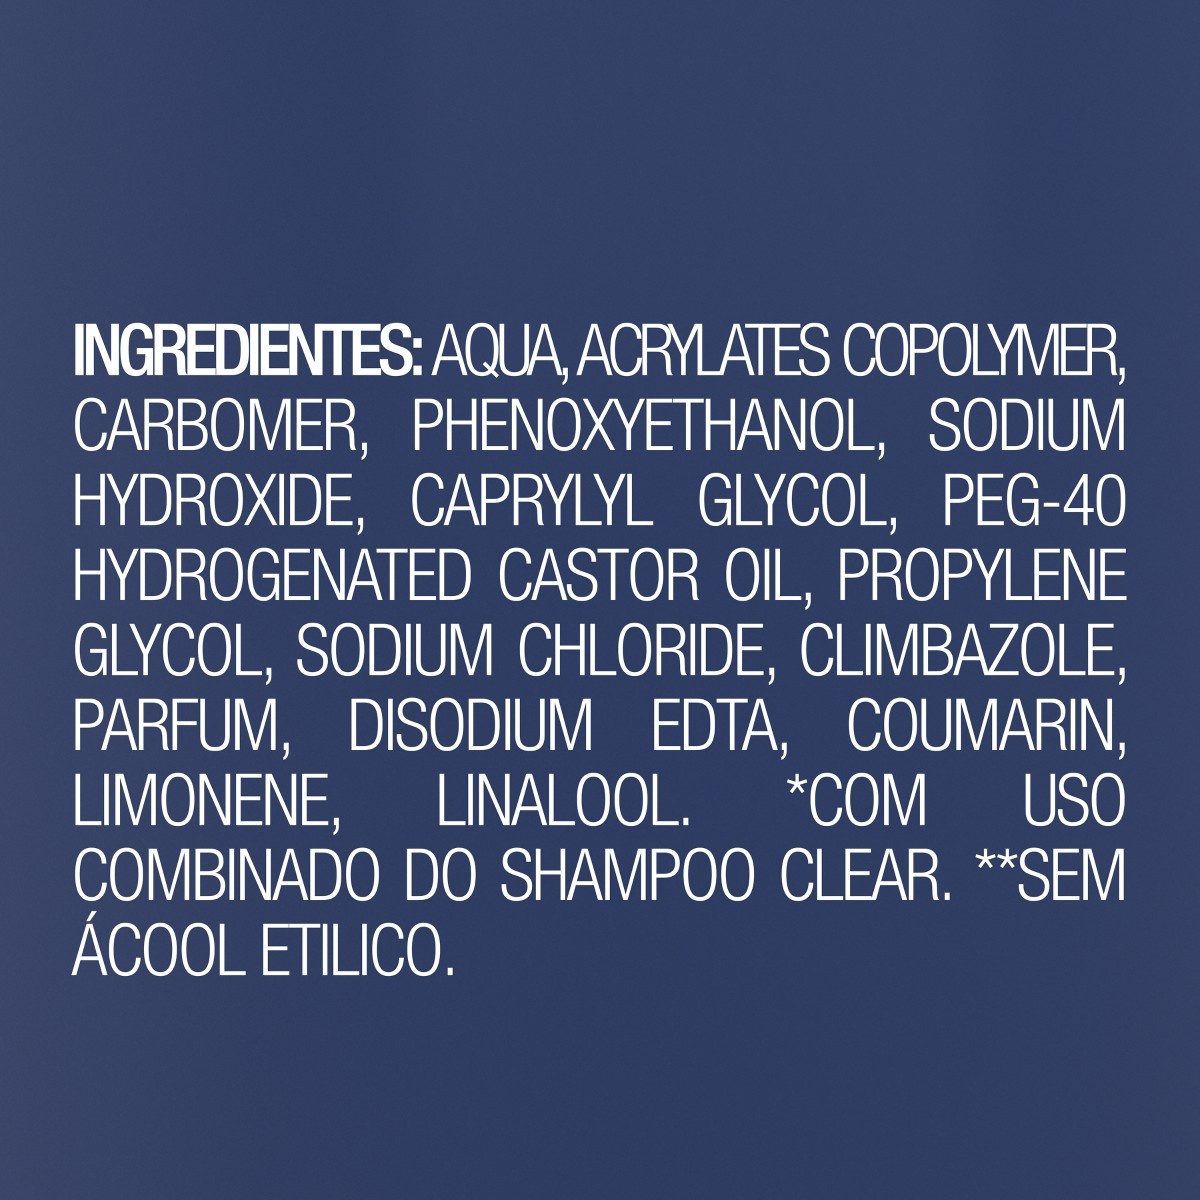 INGREDIENTES: AQUA, ACRYLATES COPOLYMER,
CARBOMER, PHENOXYETHANOL, SODIUM
HYDROXIDE, CAPRYLYL GLYCOL, PEG-40
HYDROGENATED CASTOR OIL, PROPYLENE
GLYCOL, SODIUM CHLORIDE, CLIMBAZOLE,
PARFUM, DISODIUM EDTA, COUMARIN,
LIMONENE, LINALOOL. *COM USO
COMBINADO DO SHAMPOO CLEAR. **SEM
ÁCOOL ETILICO.